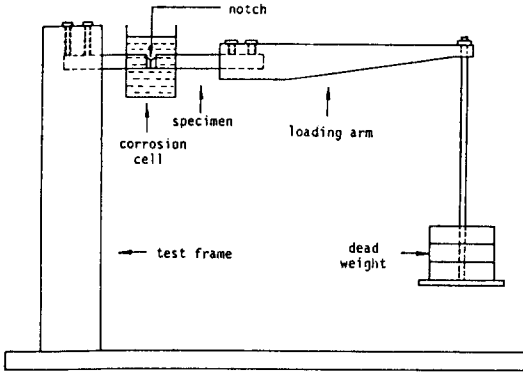 notch
specimen
corrosion
cell
loading arm
test frame
dead
weight